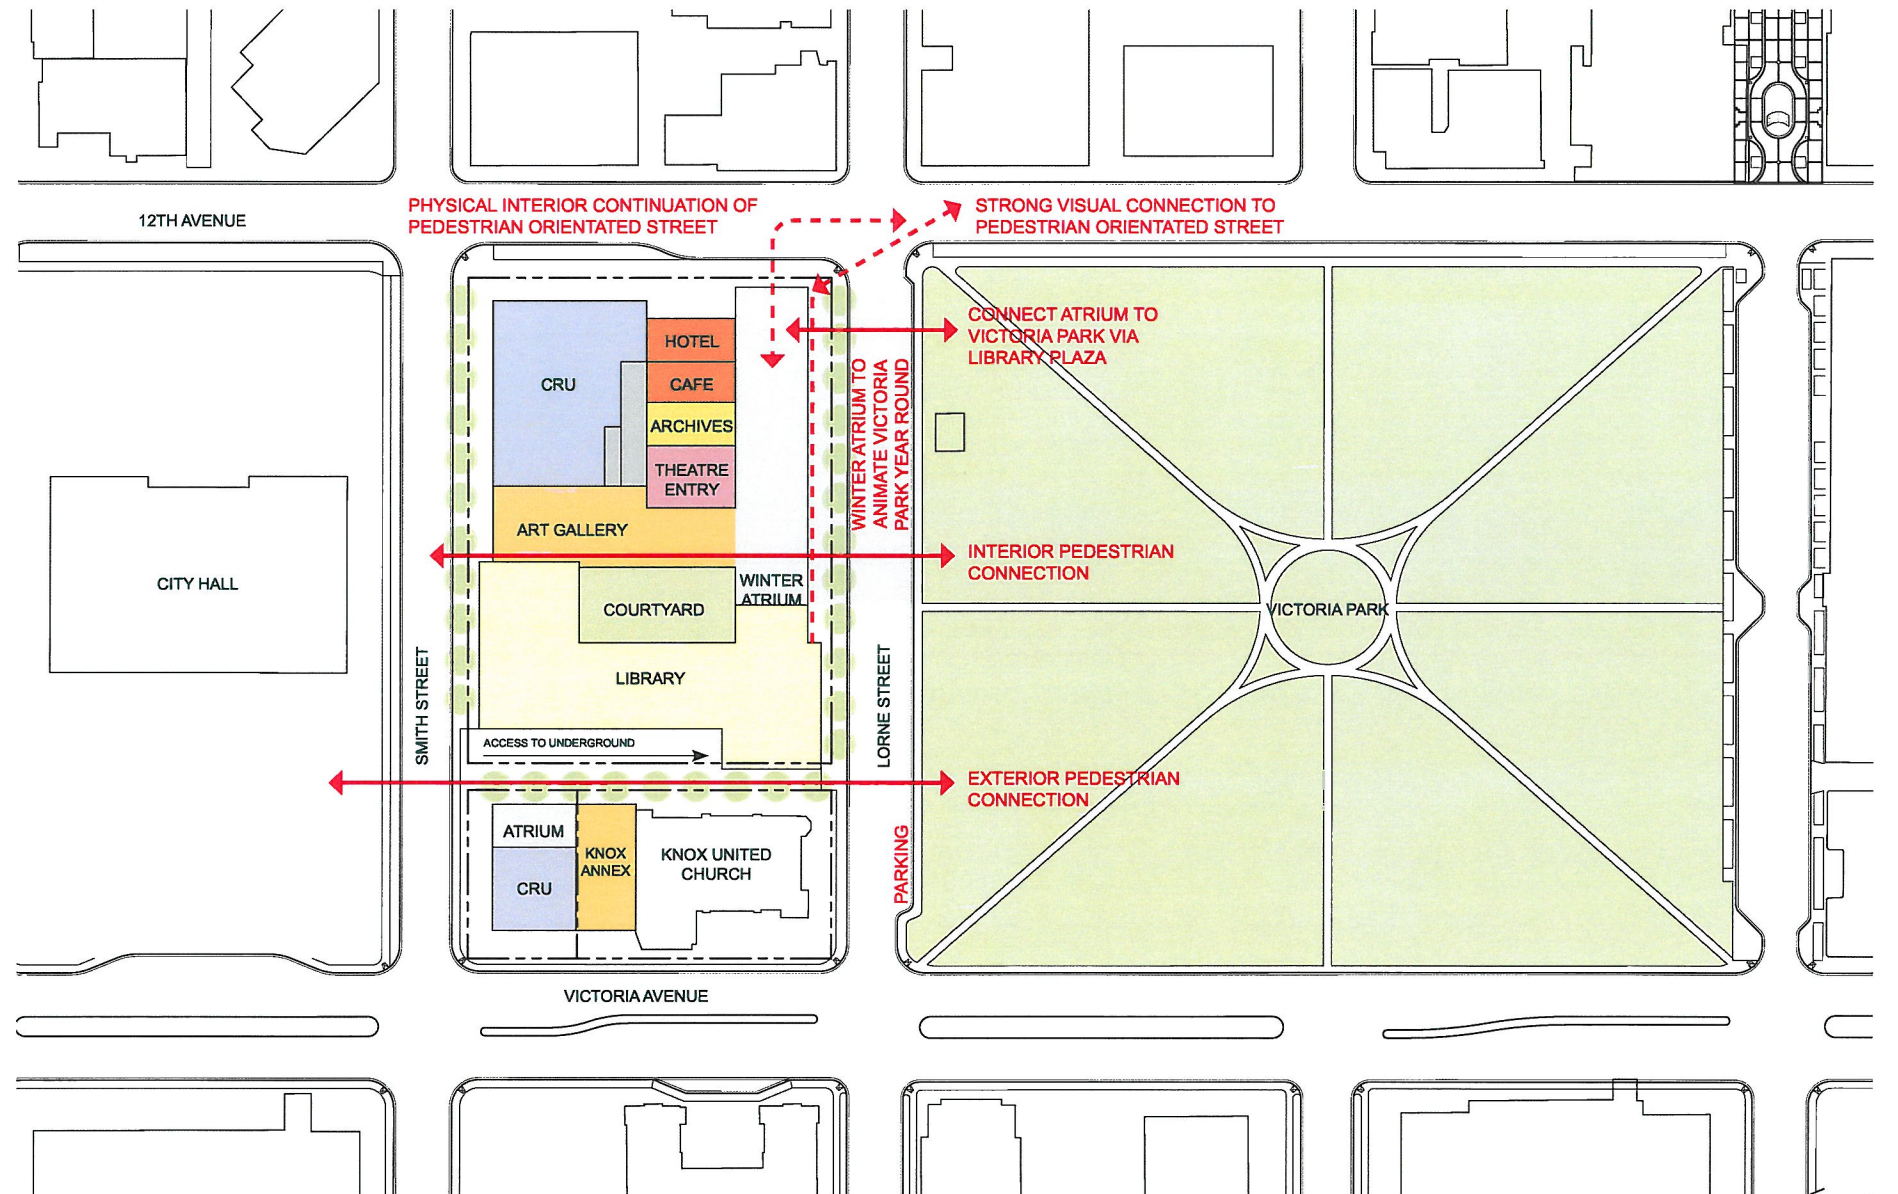 PHYSICAL INTERIOR CONTINUATION OF
PEDESTRIAN ORIENTATED STREET
STRONG VISUAL CONNECTION TO
PEDESTRIAN ORIENTATED STREET
12TH AVENUE
CONNECT ATRIUM TO
VICTORIA PARK VIA
LIBRARY PLAZA
HOTEL
CRU
CAFE
ARCHIVES
THEATRE
ENTRY
WINTER ATRIUM TO
ANIMATE VICTORIA
PARK YEAR ROUND
ART GALLERY
INTERIOR PEDESTRIAN
CONNECTION
CITY HALL
WINTER
ATRIUM
COURTYARD
VICTORIA PARK
LIBRARY
SMITH STREET
LORNE STREET
ACCESS TO UNDERGROUND
EXTERIOR PEDESTRIAN
CONNECTION
ATRIUM
KNOX
ANNEX
KNOX UNITED
CHURCH
CRU
PARKING
VICTORIA AVENUE